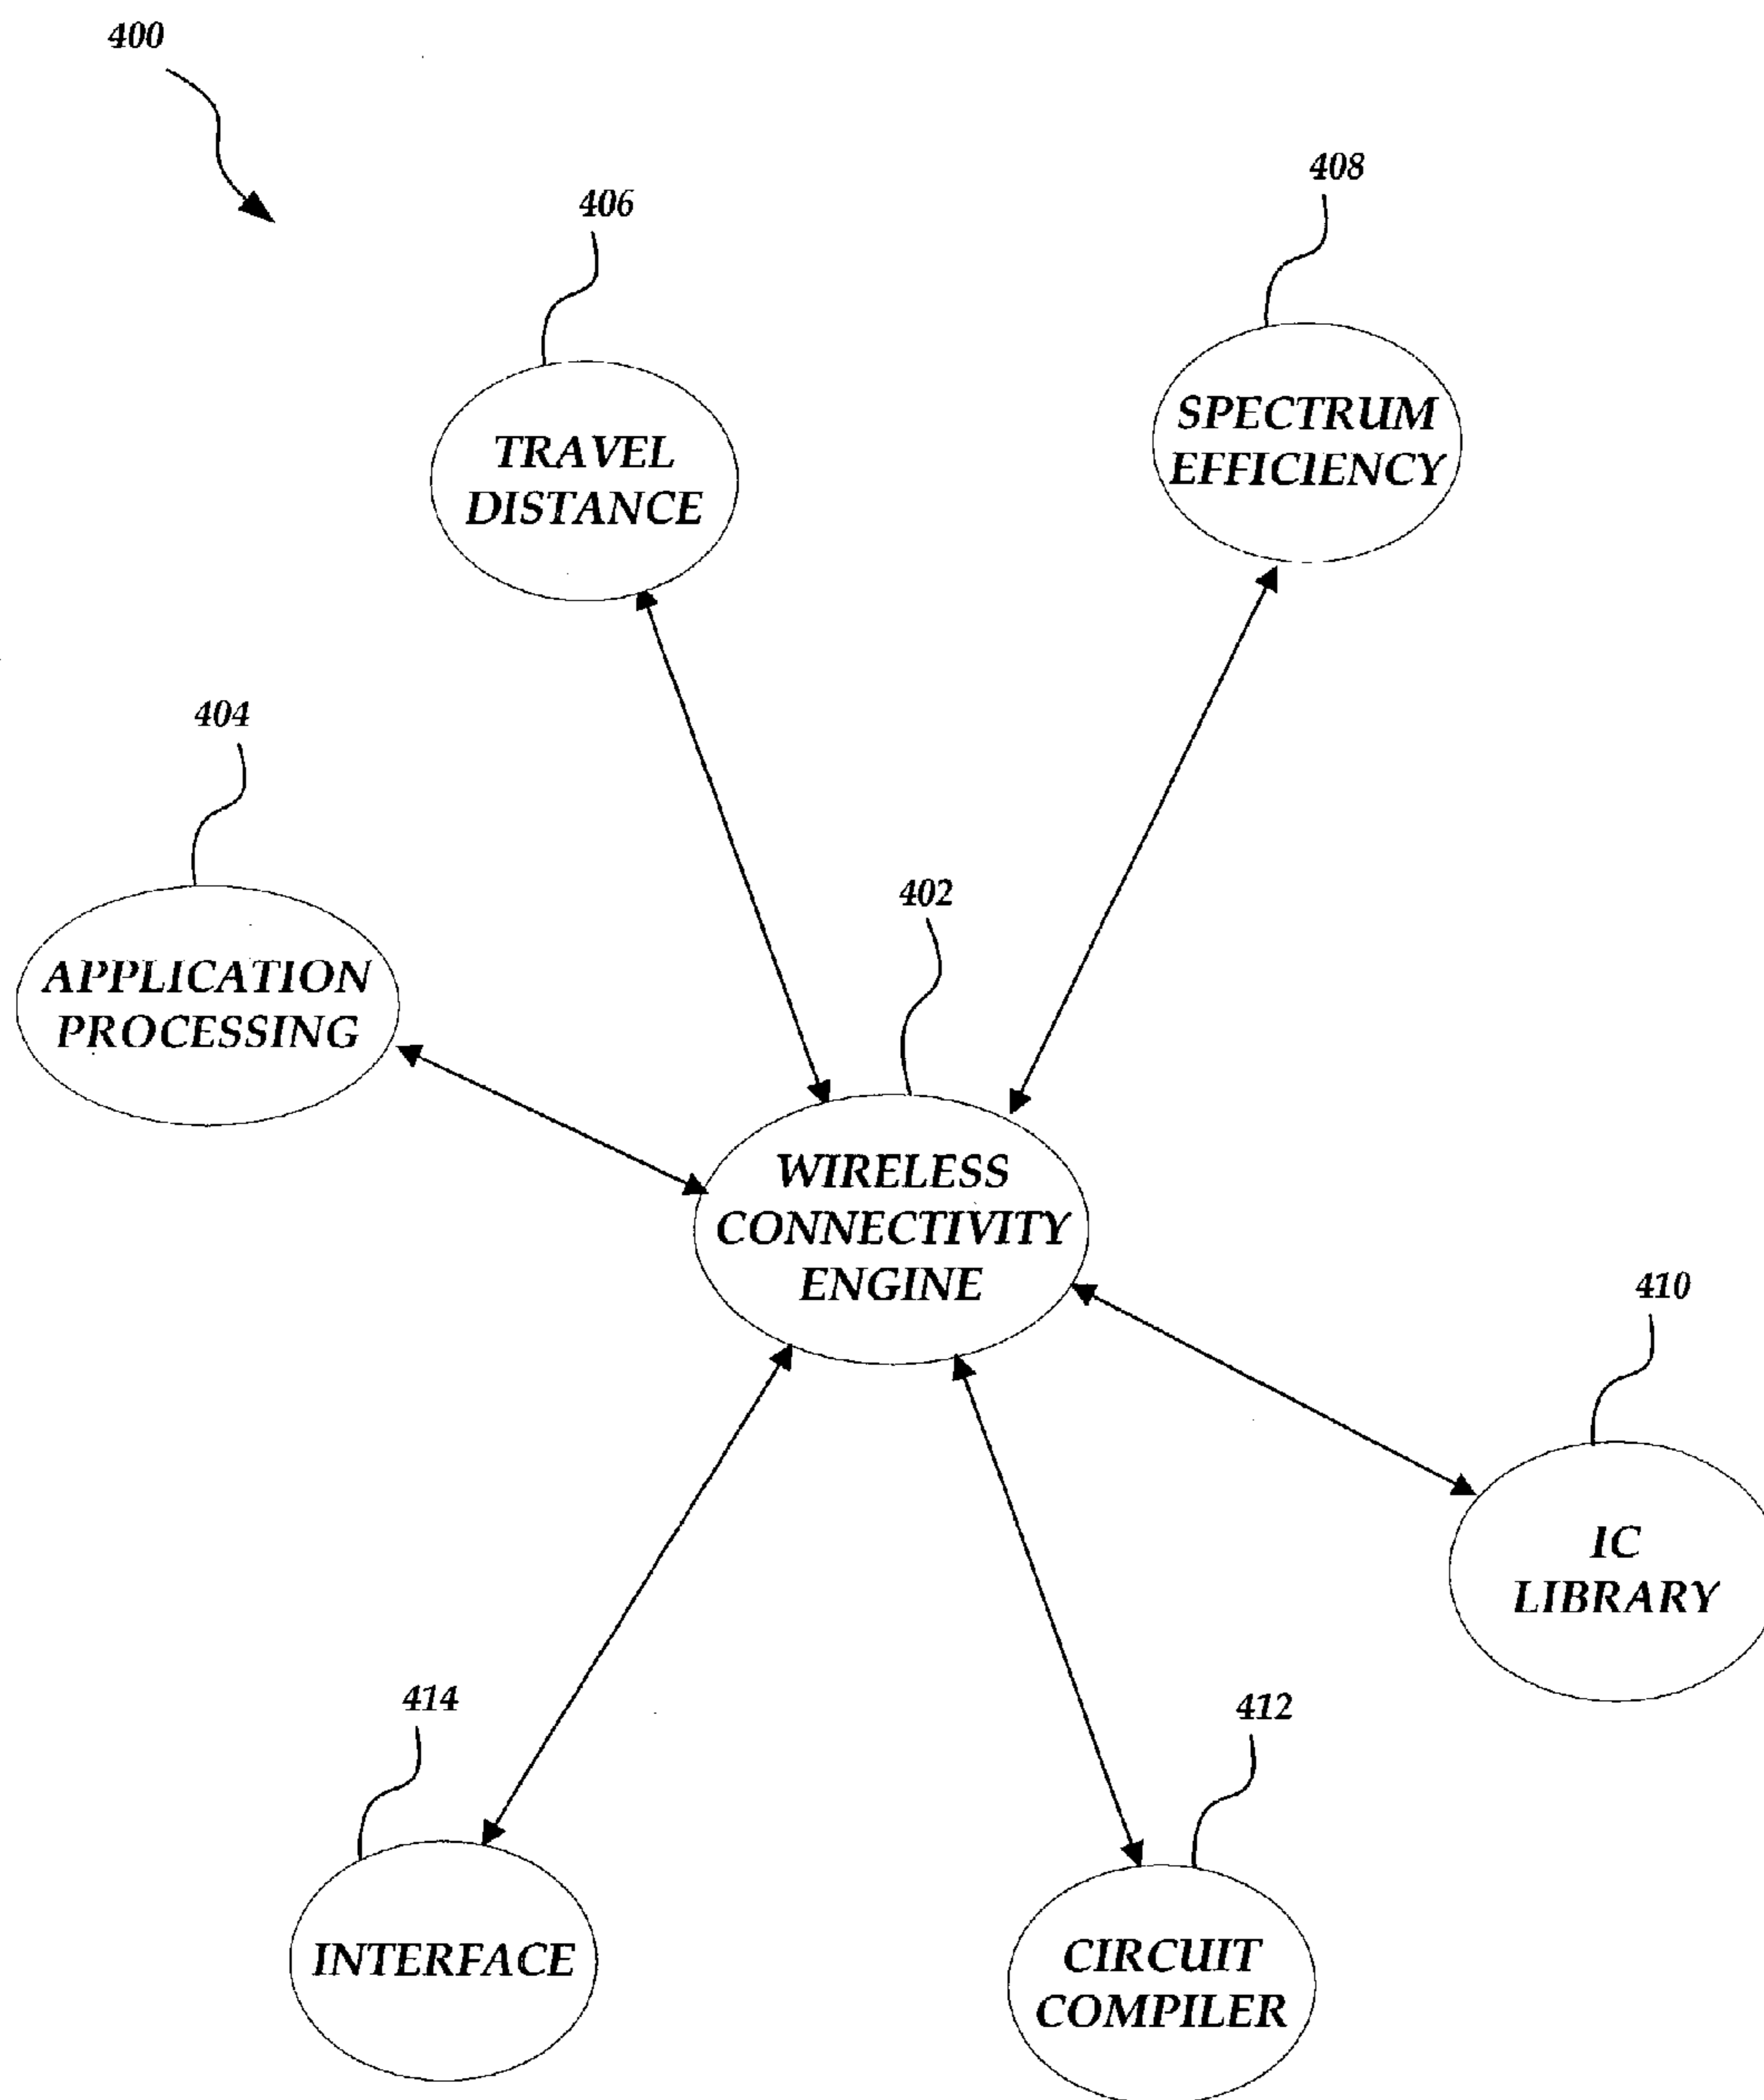 400
408
406
SPECTRUM
EFFICIENCY
TRAVEL
DISTANCE
404
402
APPLICATION
PROCESSING
WIRELESS
CONNECTIVITY
ENGINE
410
IC
LIBRARY
414
412
INTERFACE
CIRCUIT
COMPILER